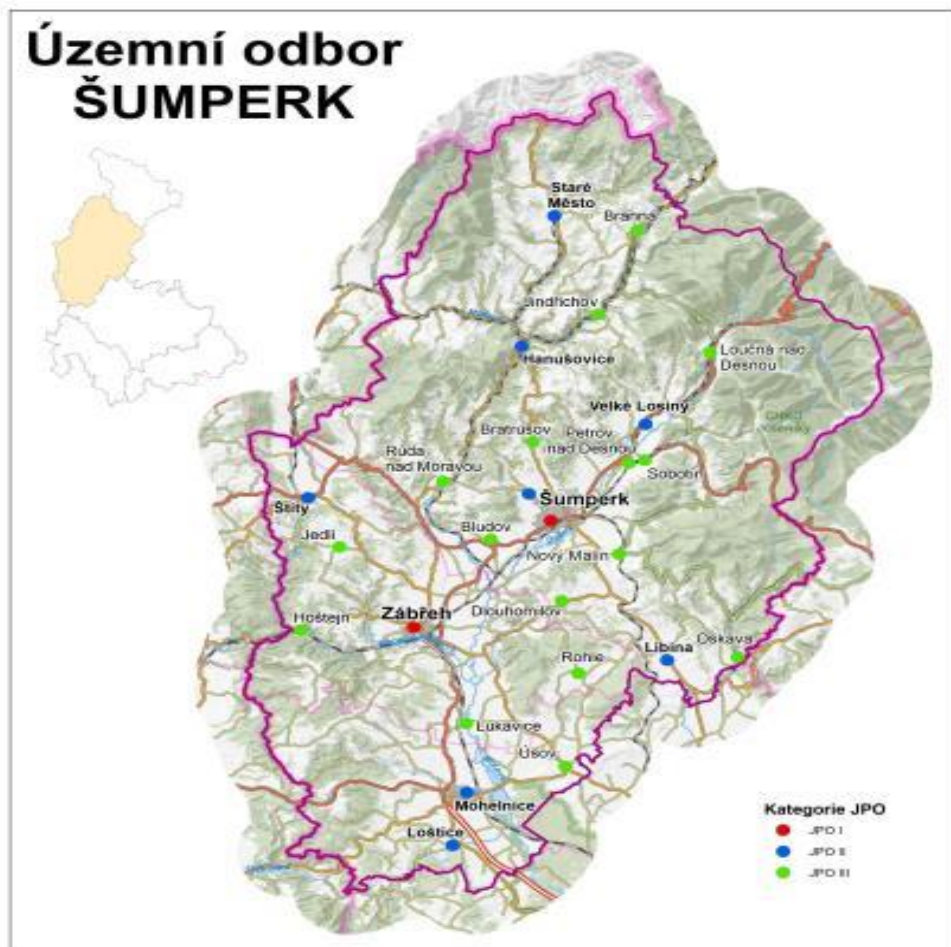 Územní odbor
ŠUMPERK
Staré
Město
Branná
Jindřichov
Hanušovice
Loučná nad
Desnou
Velké Losiny
Bratrušov
Petrov
nad Desnou
Sobotín
Ruda
nad Moravou
Šumperk
Štíty
Jedlí
Bludov
Nový Malín
Dlouhomilov
Zábřeh
Hoštejn
Libina
Oskava
Rohle
Lukavice
Úsov
Mohelnice
Loštice
Kategorie JPO
JPO I
JPO II
JPO III